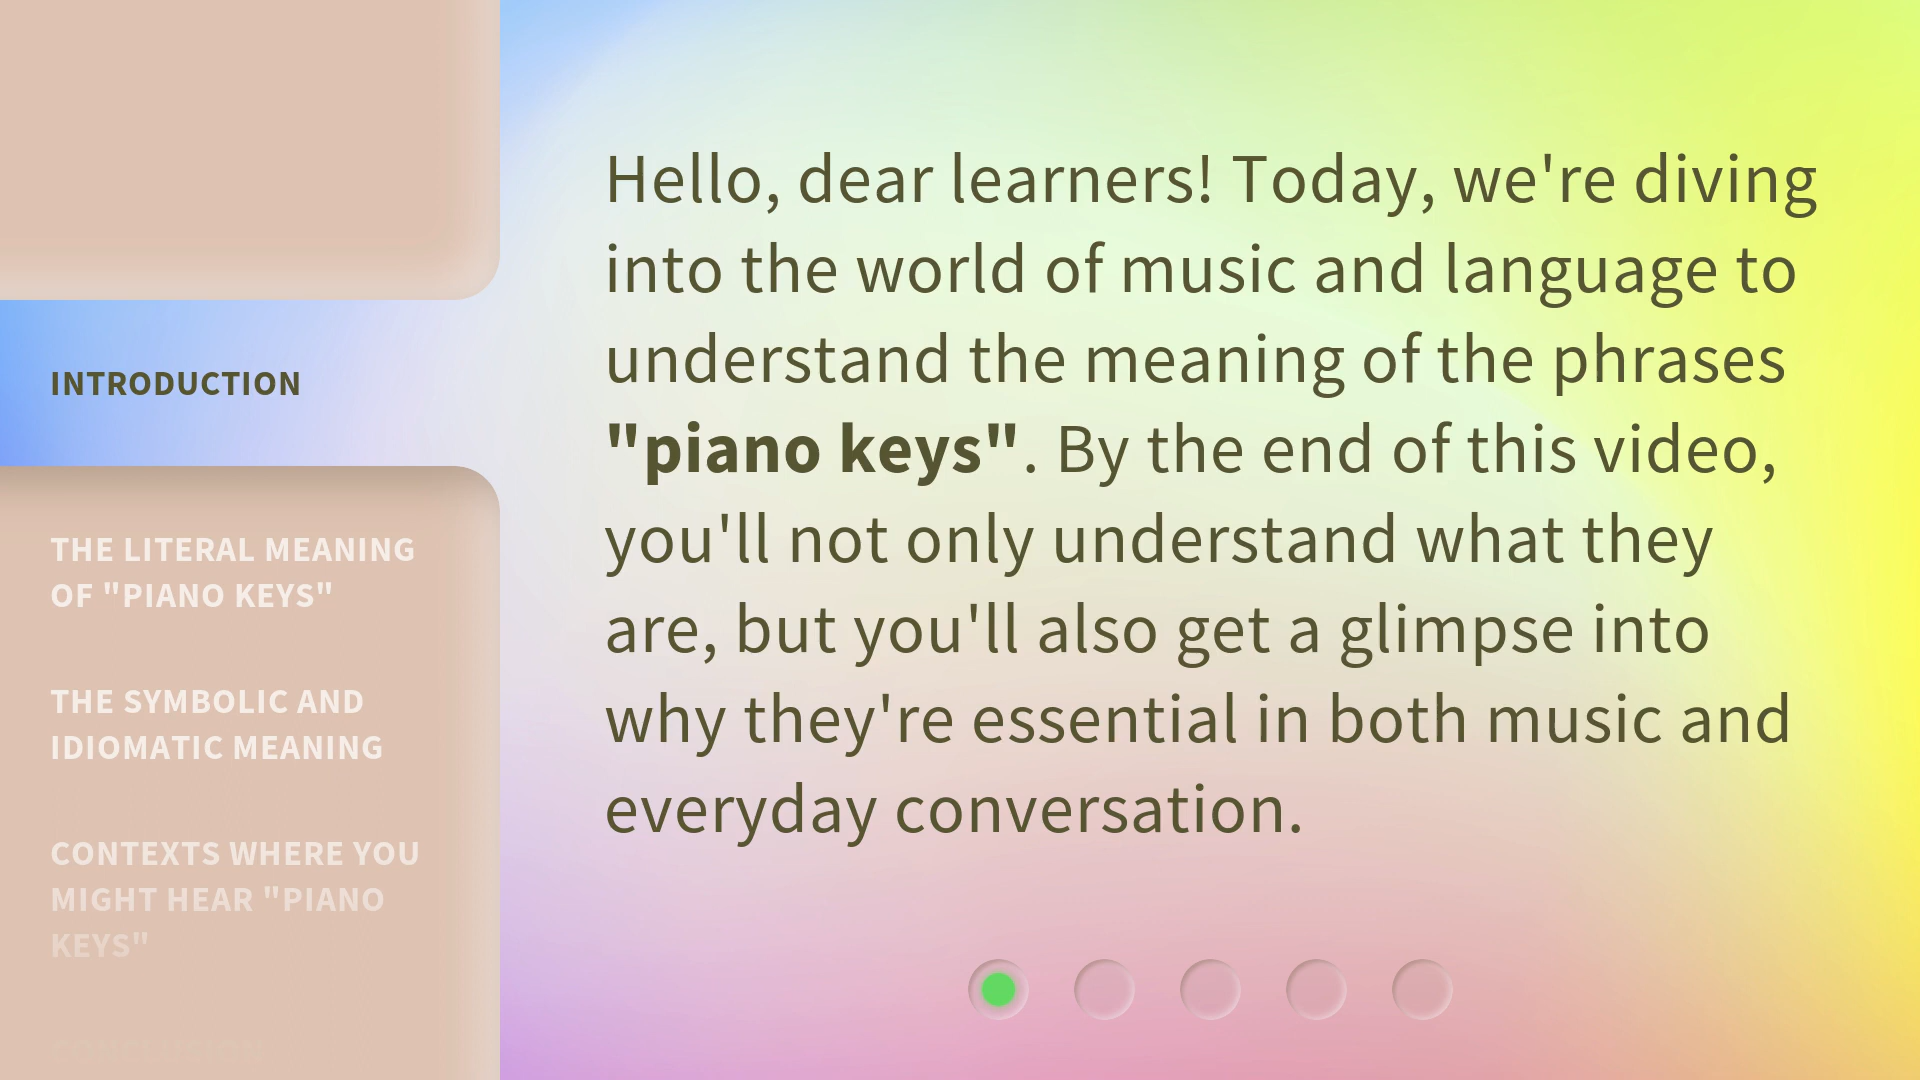 INTRODUCTION
THE LITERAL MEANING
OF "PIANO KEYS"
THE SYMBOLIC AND
IDIOMATIC MEANING
CONTEXTS WHERE YOU
MIGHT HEAR "PIANO
KEYS"
CONCLUSION
Hello, dear learners! Today, we're diving
into the world of music and language to
understand the meaning of the phrases
"piano keys". By the end of this video,
you'll not only understand what they
are, but you'll also get a glimpse into
why they're essential in both music and
everyday conversation.